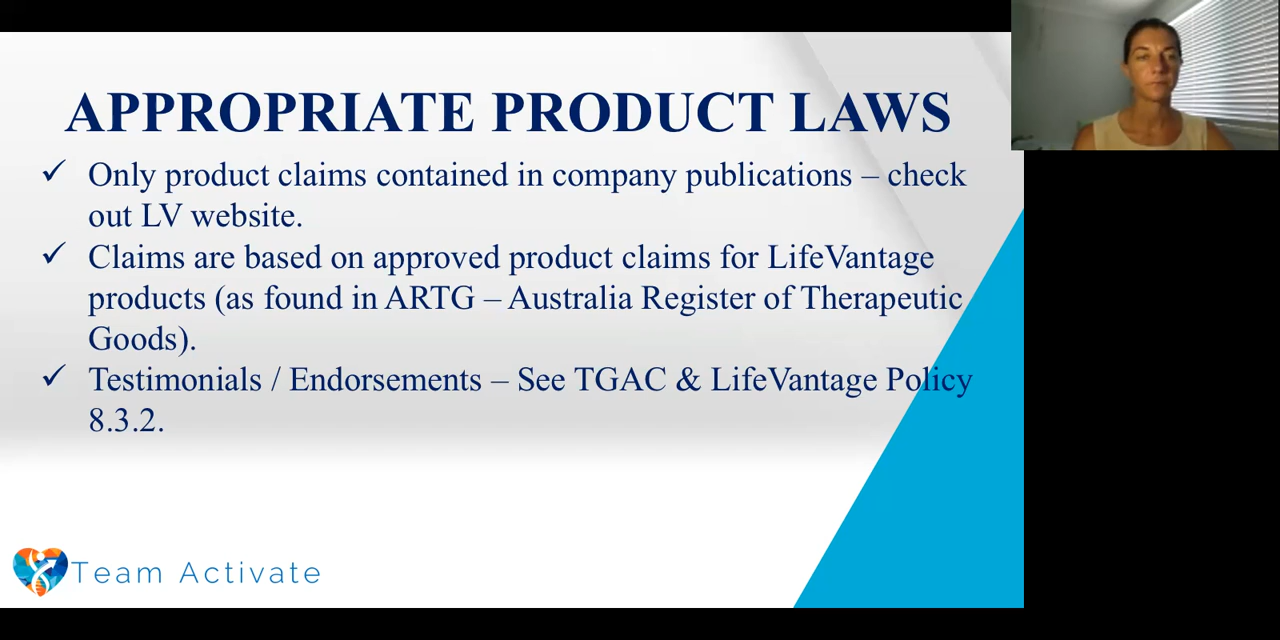 APPROPRIATE PRODUCT LAWS
✓ Only product claims contained in company publications – check
out LV website.
✓ Claims are based on approved product claims for LifeVantage
products (as found in ARTG – Australia Register of Therapeutic
Goods).
✓ Testimonials / Endorsements – See TGAC & LifeVantage Policy
8.3.2.
Team Activate